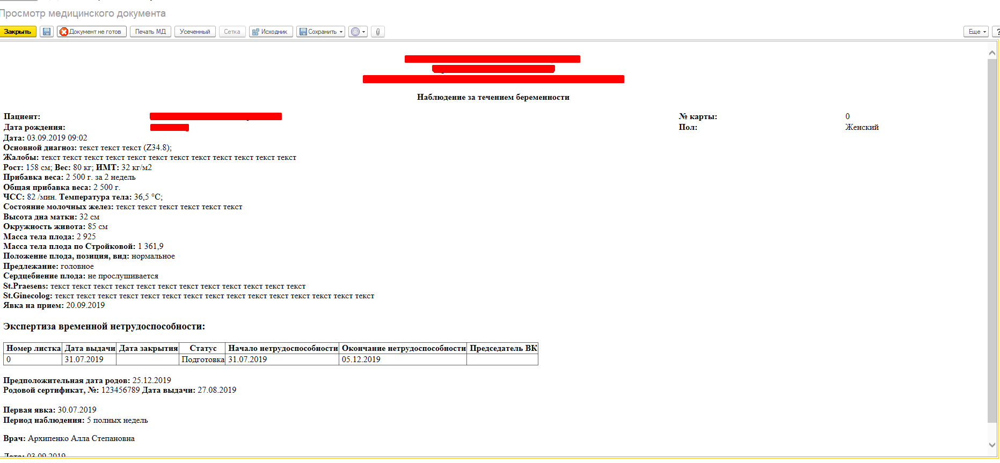 Просмотр медицинского документа
Закрыть Документ не готов Печать МД Усеченный Сетка Исходник Сохранить Еще ?
Наблюдение за течением беременности
Пациент: № карты: 0
Дата рождения: Пол: Женский
Дата: 03.09.2019 09:02
Основной диагноз: текст текст текст (Z34.8);
Жалобы: текст текст текст текст текст текст текст текст текст текст текст текст
Рост: 158 см; Вес: 80 кг; ИМТ: 32 кг/м2
Прибавка веса: 2 500 г. за 2 недель
Общая прибавка веса: 2 500 г.
ЧСС: 82 /мин. Температура тела: 36,5 °C;
Состояние молочных желез: текст текст текст текст текст текст
Высота дна матки: 32 см
Окружность живота: 85 см
Масса тела плода: 2 925
Масса тела плода по Стройковой: 1 361,9
Положение плода, позиция, вид: нормальное
Предлежание: головное
Сердцебиение плода: не прослушивается
St.Praesens: текст текст текст текст текст текст текст текст текст текст текст текст
St.Ginecolog: текст текст текст текст текст текст текст текст текст текст текст текст текст текст текст
Явка на прием: 20.09.2019
Экспертиза временной нетрудоспособности:
Номер листка Дата выдачи Дата закрытия Статус Начало нетрудоспособности Окончание нетрудоспособности Председатель ВК
0 31.07.2019 Подготовка 31.07.2019 05.12.2019
Предположительная дата родов: 25.12.2019
Родовой сертификат, №: 123456789 Дата выдачи: 27.08.2019
Первая явка: 30.07.2019
Период наблюдения: 5 полных недель
Врач: Архипенко Алла Степановна
Дата: 03.09.2019